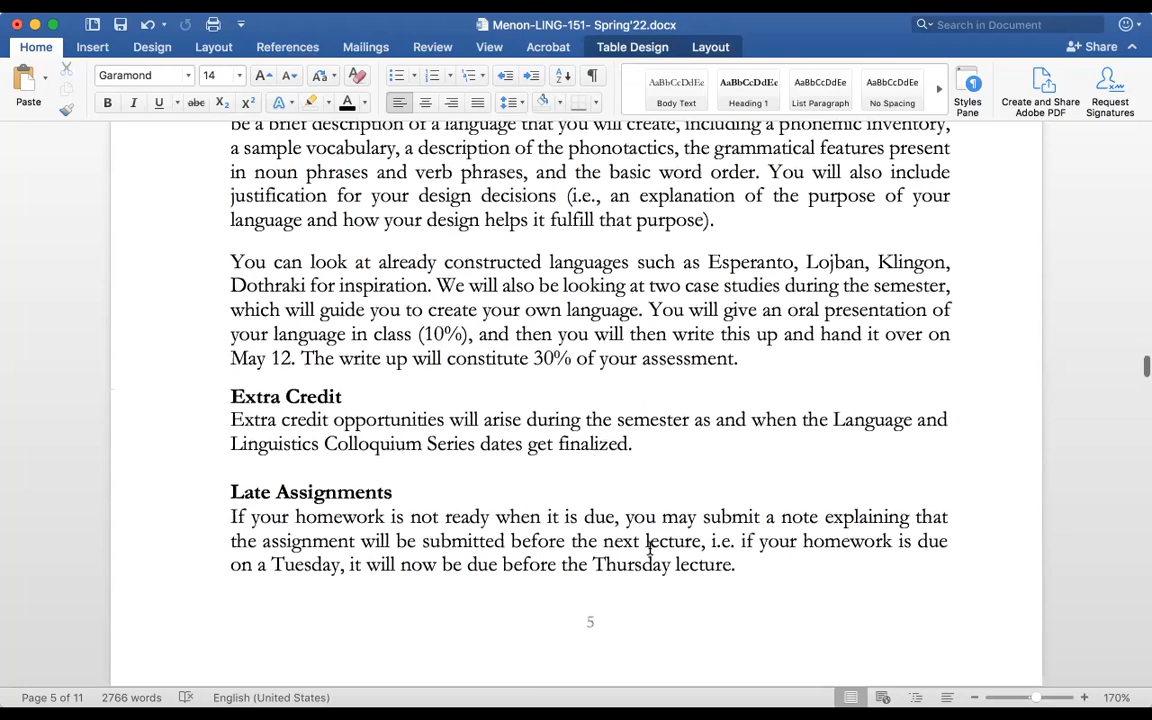 Menon-LING-151- Spring'22.docx
Search in Document
Home Insert Design Layout References Mailings Review View Acrobat Table Design Layout Share
Garamond 14
Paste
AaBbCcDdEe AaBbCcDdEe AaBbCcDdE AaBbCcDdE
Body Text Heading 1 List Paragraph No Spacing
Styles Pane
Create and Share Adobe PDF
Request Signatures
be a brief description of a language that you will create, including a phonemic inventory,
a sample vocabulary, a description of the phonotactics, the grammatical features present
in noun phrases and verb phrases, and the basic word order. You will also include
justification for your design decisions (i.e., an explanation of the purpose of your
language and how your design helps it fulfill that purpose).
You can look at already constructed languages such as Esperanto, Lojban, Klingon,
Dothraki for inspiration. We will also be looking at two case studies during the semester,
which will guide you to create your own language. You will give an oral presentation of
your language in class (10%), and then you will then write this up and hand it over on
May 12. The write up will constitute 30% of your assessment.
Extra Credit
Extra credit opportunities will arise during the semester as and when the Language and
Linguistics Colloquium Series dates get finalized.
Late Assignments
If your homework is not ready when it is due, you may submit a note explaining that
the assignment will be submitted before the next lecture, i.e. if your homework is due
on a Tuesday, it will now be due before the Thursday lecture.
5
Page 5 of 11 2766 words English (United States) 170%